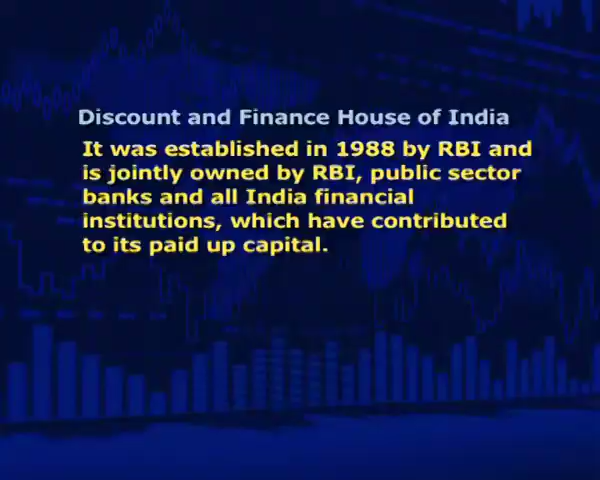 Discount and Finance House of India
It was established in 1988 by RBI and
is jointly owned by RBI, public sector
banks and all India financial
institutions, which have contributed
to its paid up capital.